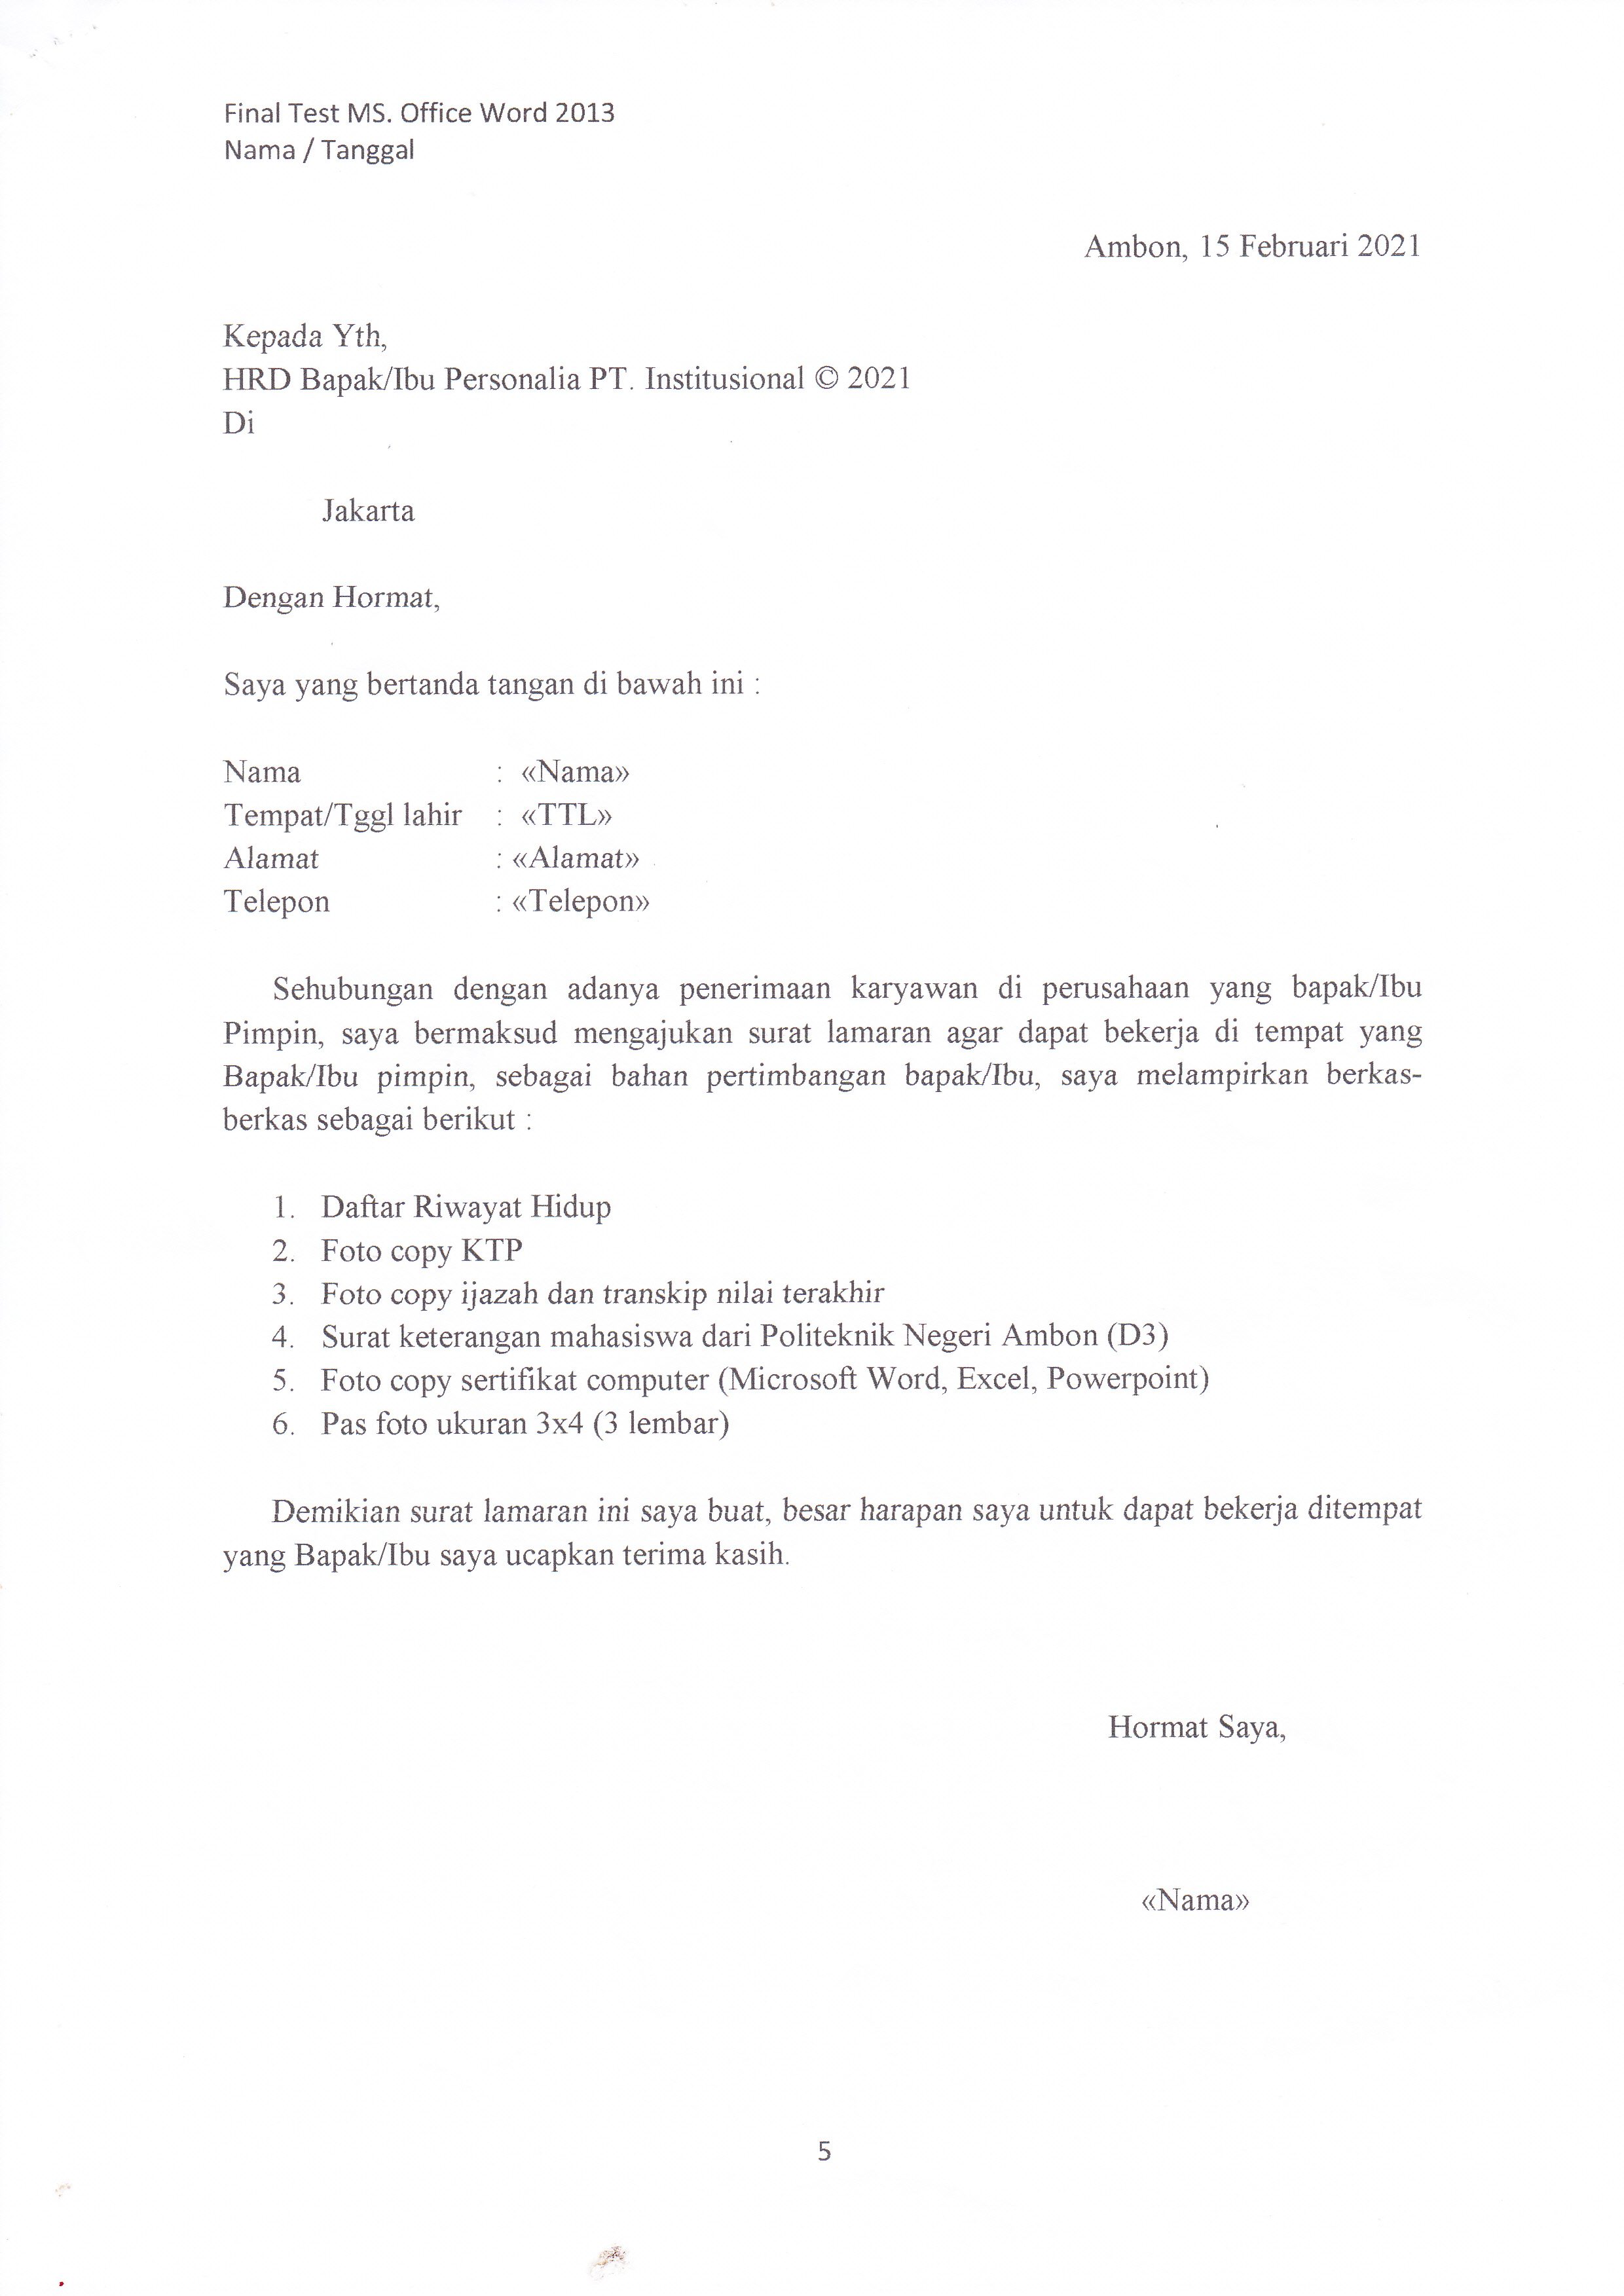 Final Test MS. Office Word 2013
Nama / Tanggal
Ambon, 15 Februari 2021
Kepada Yth,
HRD Bapak/Ibu Personalia PT. Institusional © 2021
Di
Jakarta
Dengan Hormat,
Saya yang bertanda tangan di bawah ini :
Nama : «Nama»
Tempat/Tggl lahir : «TTL»
Alamat : «Alamat»
Telepon : «Telepon»
Sehubungan dengan adanya penerimaan karyawan di perusahaan yang bapak/Ibu
Pimpin, saya bermaksud mengajukan surat lamaran agar dapat bekerja di tempat yang
Bapak/Ibu pimpin, sebagai bahan pertimbangan bapak/Ibu, saya melampirkan berkas-
berkas sebagai berikut :
1. Daftar Riwayat Hidup
2. Foto copy KTP
3. Foto copy ijazah dan transkip nilai terakhir
4. Surat keterangan mahasiswa dari Politeknik Negeri Ambon (D3)
5. Foto copy sertifikat computer (Microsoft Word, Excel, Powerpoint)
6. Pas foto ukuran 3x4 (3 lembar)
Demikian surat lamaran ini saya buat, besar harapan saya untuk dapat bekerja ditempat
yang Bapak/Ibu saya ucapkan terima kasih.
Hormat Saya,
«Nama»
5